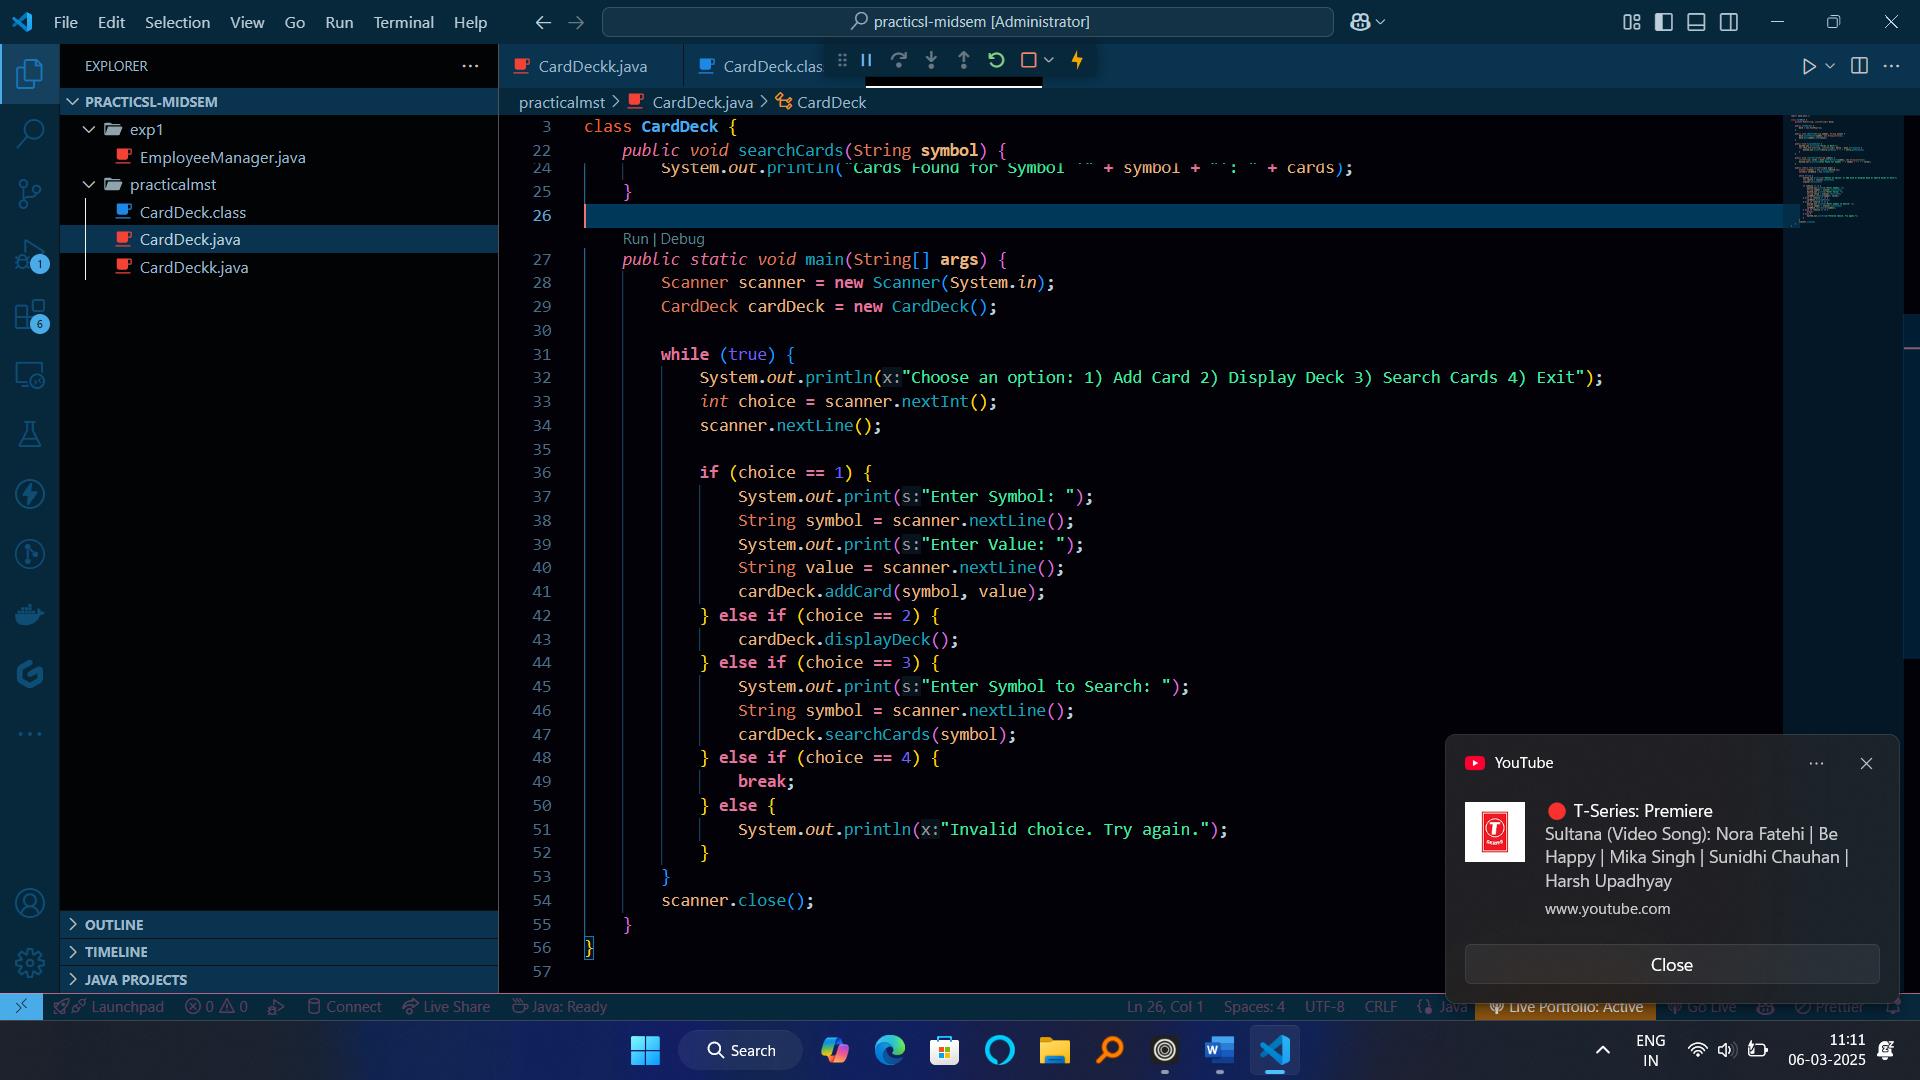 File Edit Selection View Go Run Terminal Help
practicsl-midsem [Administrator]
EXPLORER
PRACTICSL-MIDSEM
exp1
EmployeeManager.java
practicalmst
CardDeck.class
CardDeck.java
CardDeckk.java
1
6
OUTLINE
TIMELINE
JAVA PROJECTS
CardDeckk.java
CardDeck.clas
practicalmst > CardDeck.java > CardDeck
3 class CardDeck {
22 public void searchCards(String symbol) {
24 System.out.println("Cards Found for Symbol '" + symbol + "': " + cards);
25 }
26
Run | Debug
27 public static void main(String[] args) {
28 Scanner scanner = new Scanner(System.in);
29 CardDeck cardDeck = new CardDeck();
30
31 while (true) {
32 System.out.println(x:"Choose an option: 1) Add Card 2) Display Deck 3) Search Cards 4) Exit");
33 int choice = scanner.nextInt();
34 scanner.nextLine();
35
36 if (choice == 1) {
37 System.out.print(s:"Enter Symbol: ");
38 String symbol = scanner.nextLine();
39 System.out.print(s:"Enter Value: ");
40 String value = scanner.nextLine();
41 cardDeck.addCard(symbol, value);
42 } else if (choice == 2) {
43 cardDeck.displayDeck();
44 } else if (choice == 3) {
45 System.out.print(s:"Enter Symbol to Search: ");
46 String symbol = scanner.nextLine();
47 cardDeck.searchCards(symbol);
48 } else if (choice == 4) {
49 break;
50 } else {
51 System.out.println(x:"Invalid choice. Try again.");
52 }
53 }
54 scanner.close();
55 }
56 }
57
YouTube
T-Series: Premiere
Sultana (Video Song): Nora Fatehi | Be
Happy | Mika Singh | Sunidhi Chauhan |
Harsh Upadhyay
www.youtube.com
Close
Launchpad 0 0 Connect Live Share Java: Ready
Ln 26, Col 1 Spaces: 4 UTF-8 CRLF Java Live Portfolio: Active Go Live Prettier
Search
ENG
IN
11:11
06-03-2025